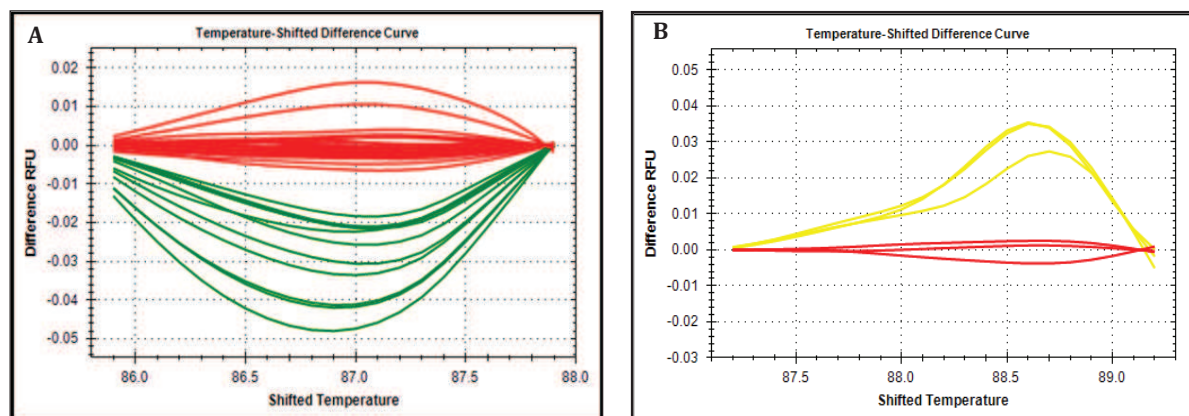 A
Temperature-Shifted Difference Curve
Difference RFU
0.02
0.01
0.00
-0.01
-0.02
-0.03
-0.04
-0.05
86.0 86.5 87.0 87.5 88.0
Shifted Temperature
B
Temperature-Shifted Difference Curve
Difference RFU
0.05
0.04
0.03
0.02
0.01
0.00
-0.01
-0.02
-0.03
87.5 88.0 88.5 89.0
Shifted Temperature